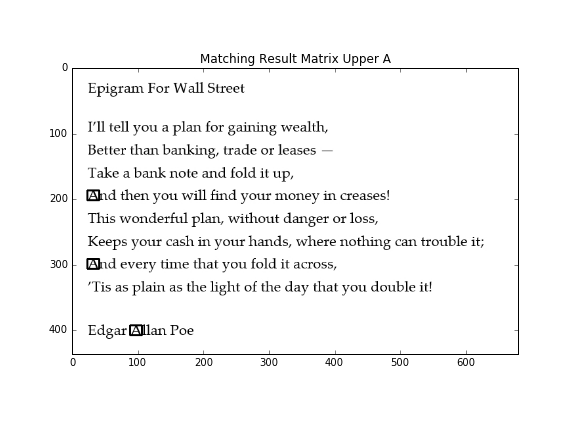 Matching Result Matrix Upper A
0
Epigram For Wall Street
I'll tell you a plan for gaining wealth,
100
Better than banking, trade or leases —
Take a bank note and fold it up,
And then you will find your money in creases!
200
This wonderful plan, without danger or loss,
Keeps your cash in your hands, where nothing can trouble it;
And every time that you fold it across,
300
'Tis as plain as the light of the day that you double it!
Edgar Allan Poe
400
0 100 200 300 400 500 600